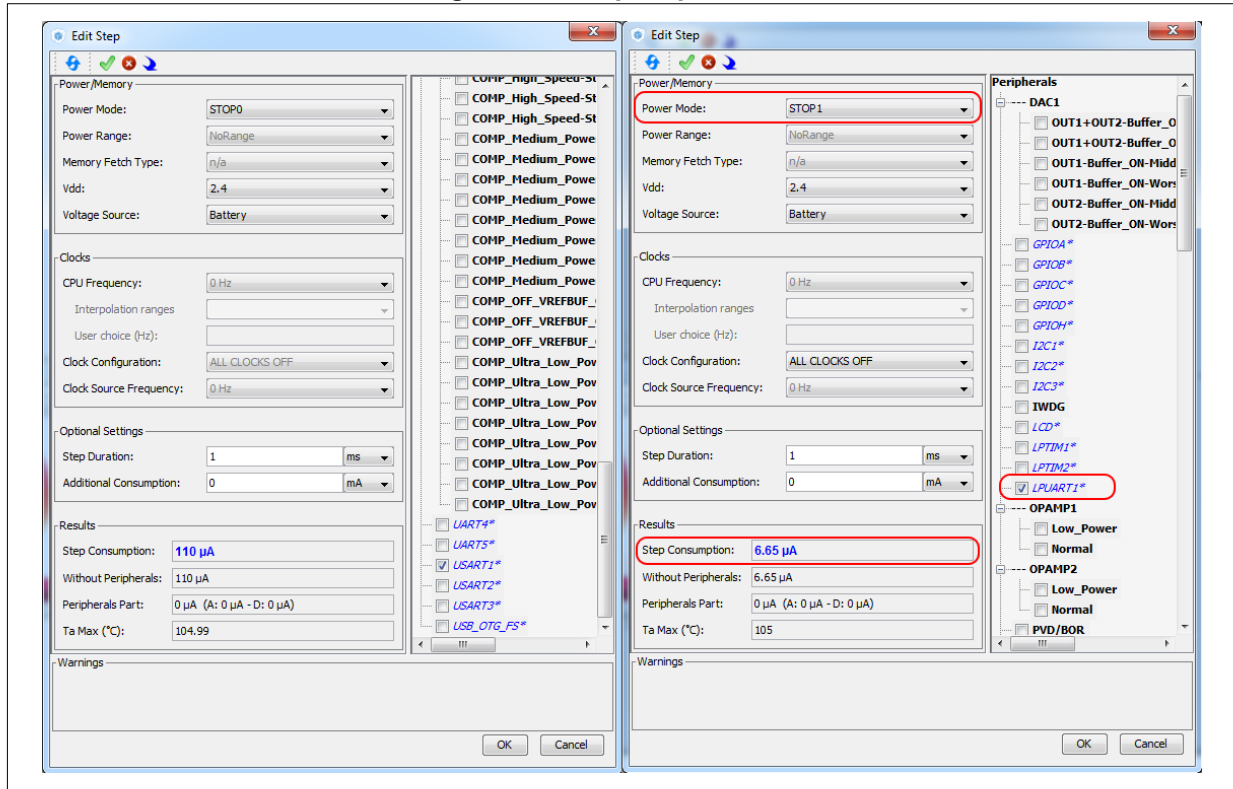 Edit Step
Power/Memory
Power Mode: STOP0
Power Range: NoRange
Memory Fetch Type: n/a
Vdd: 2.4
Voltage Source: Battery
Clocks
CPU Frequency: 0 Hz
Interpolation ranges
User choice (Hz):
Clock Configuration: ALL CLOCKS OFF
Clock Source Frequency: 0 Hz
Optional Settings
Step Duration: 1 ms
Additional Consumption: 0 mA
Results
Step Consumption: 110 µA
Without Peripherals: 110 µA
Peripherals Part: 0 µA (A: 0 µA - D: 0 µA)
Ta Max (°C): 104.99
COMP_High_Speed-St
COMP_High_Speed-St
COMP_High_Speed-St
COMP_Medium_Powe
COMP_Medium_Powe
COMP_Medium_Powe
COMP_Medium_Powe
COMP_Medium_Powe
COMP_Medium_Powe
COMP_Medium_Powe
COMP_Medium_Powe
COMP_OFF_VREFBUF_
COMP_OFF_VREFBUF_
COMP_OFF_VREFBUF_
COMP_Ultra_Low_Pow
COMP_Ultra_Low_Pow
COMP_Ultra_Low_Pow
COMP_Ultra_Low_Pow
COMP_Ultra_Low_Pow
COMP_Ultra_Low_Pow
COMP_Ultra_Low_Pow
COMP_Ultra_Low_Pow
UART4*
UART5*
USART1*
USART2*
USART3*
USB_OTG_FS*
Warnings
OK Cancel
Edit Step
Power/Memory
Power Mode: STOP1
Power Range: NoRange
Memory Fetch Type: n/a
Vdd: 2.4
Voltage Source: Battery
Clocks
CPU Frequency: 0 Hz
Interpolation ranges
User choice (Hz):
Clock Configuration: ALL CLOCKS OFF
Clock Source Frequency: 0 Hz
Optional Settings
Step Duration: 1 ms
Additional Consumption: 0 mA
Results
Step Consumption: 6.65 µA
Without Peripherals: 6.65 µA
Peripherals Part: 0 µA (A: 0 µA - D: 0 µA)
Ta Max (°C): 105
Peripherals
DAC1
OUT1+OUT2-Buffer_O
OUT1+OUT2-Buffer_O
OUT1-Buffer_ON-Midd
OUT1-Buffer_ON-Wors
OUT2-Buffer_ON-Midd
OUT2-Buffer_ON-Wors
GPIOA*
GPIOB*
GPIOC*
GPIOD*
GPIOH*
I2C1*
I2C2*
I2C3*
IWDG
LCD*
LPTIM1*
LPTIM2*
LPUART1*
OPAMP1
Low_Power
Normal
OPAMP2
Low_Power
Normal
PVD/BOR
Warnings
OK Cancel